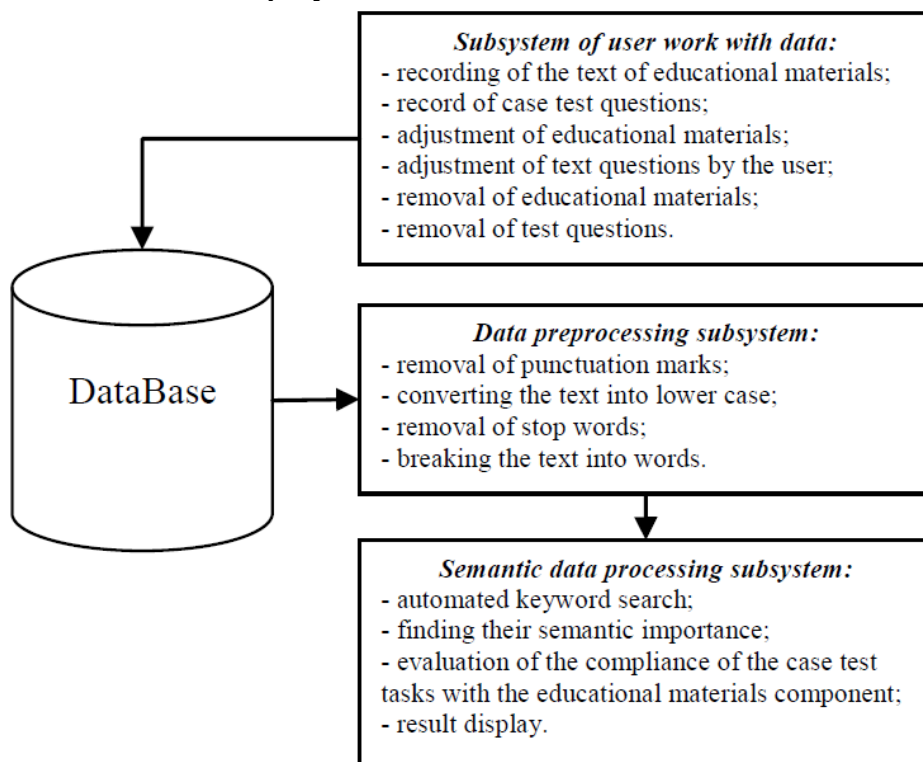 Subsystem of user work with data:
- recording of the text of educational materials;
- record of case test questions;
- adjustment of educational materials;
- adjustment of text questions by the user;
- removal of educational materials;
- removal of test questions.
DataBase
Data preprocessing subsystem:
- removal of punctuation marks;
- converting the text into lower case;
- removal of stop words;
- breaking the text into words.
Semantic data processing subsystem:
- automated keyword search;
- finding their semantic importance;
- evaluation of the compliance of the case test
tasks with the educational materials component;
- result display.